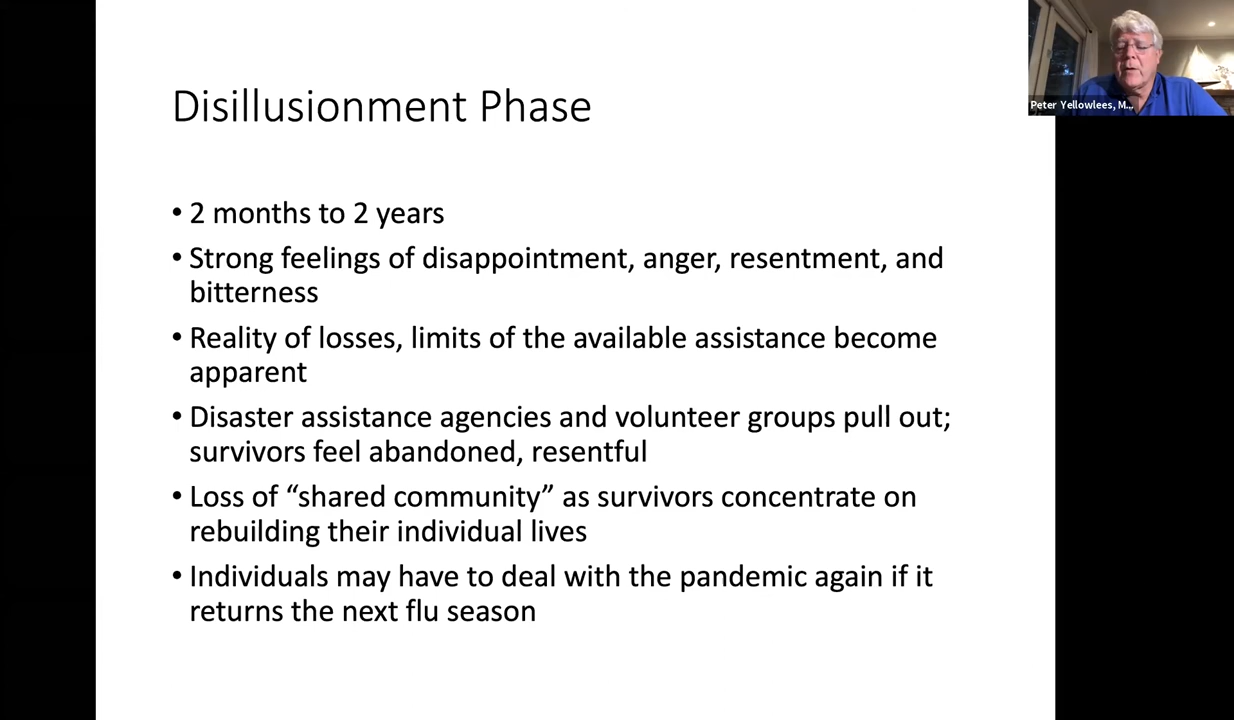 Disillusionment Phase
• 2 months to 2 years
• Strong feelings of disappointment, anger, resentment, and
bitterness
• Reality of losses, limits of the available assistance become
apparent
• Disaster assistance agencies and volunteer groups pull out;
survivors feel abandoned, resentful
• Loss of “shared community” as survivors concentrate on
rebuilding their individual lives
• Individuals may have to deal with the pandemic again if it
returns the next flu season
Peter Yellowlees, M...